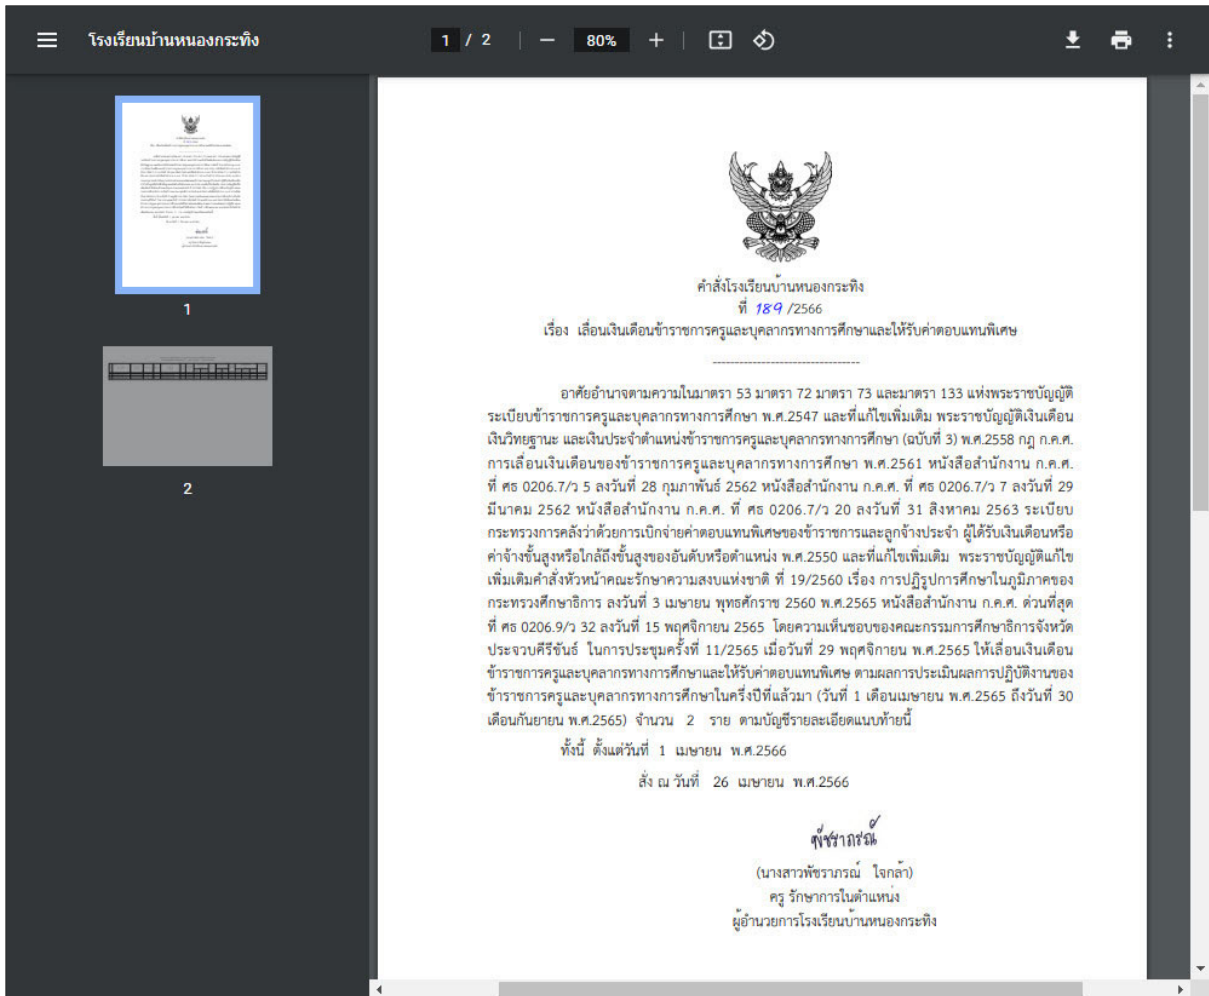 โรงเรียนบ้านหนองกระทิง
1 / 2
80%
1
2
คำสั่งโรงเรียนบ้านหนองกระทิง
ที่ 189 /2566
เรื่อง เลื่อนเงินเดือนข้าราชการครูและบุคลากรทางการศึกษาและให้รับค่าตอบแทนพิเศษ
--------------------------------
อาศัยอำนาจตามความในมาตรา 53 มาตรา 72 มาตรา 73 และมาตรา 133 แห่งพระราชบัญญัติ
ระเบียบข้าราชการครูและบุคลากรทางการศึกษา พ.ศ.2547 และที่แก้ไขเพิ่มเติม พระราชบัญญัติเงินเดือน
เงินวิทยฐานะ และเงินประจำตำแหน่งข้าราชการครูและบุคลากรทางการศึกษา (ฉบับที่ 3) พ.ศ.2558 กฎ ก.ค.ศ.
การเลื่อนเงินเดือนของข้าราชการครูและบุคลากรทางการศึกษา พ.ศ.2561 หนังสือสำนักงาน ก.ค.ศ.
ที่ ศธ 0206.7/ว 5 ลงวันที่ 28 กุมภาพันธ์ 2562 หนังสือสำนักงาน ก.ค.ศ. ที่ ศธ 0206.7/ว 7 ลงวันที่ 29
มีนาคม 2562 หนังสือสำนักงาน ก.ค.ศ. ที่ ศธ 0206.7/ว 20 ลงวันที่ 31 สิงหาคม 2563 ระเบียบ
กระทรวงการคลังว่าด้วยการเบิกจ่ายค่าตอบแทนพิเศษของข้าราชการและลูกจ้างประจำ ผู้ได้รับเงินเดือนหรือ
ค่าจ้างขั้นสูงหรือใกล้ถึงขั้นสูงของอันดับหรือตำแหน่ง พ.ศ.2550 และที่แก้ไขเพิ่มเติม พระราชบัญญัติแก้ไข
เพิ่มเติมคำสั่งหัวหน้าคณะรักษาความสงบแห่งชาติ ที่ 19/2560 เรื่อง การปฏิรูปการศึกษาในภูมิภาคของ
กระทรวงศึกษาธิการ ลงวันที่ 3 เมษายน พุทธศักราช 2560 พ.ศ.2565 หนังสือสำนักงาน ก.ค.ศ. ด่วนที่สุด
ที่ ศธ 0206.9/ว 32 ลงวันที่ 15 พฤศจิกายน 2565 โดยความเห็นชอบของคณะกรรมการศึกษาธิการจังหวัด
ประจวบคีรีขันธ์ ในการประชุมครั้งที่ 11/2565 เมื่อวันที่ 29 พฤศจิกายน พ.ศ.2565 ให้เลื่อนเงินเดือน
ข้าราชการครูและบุคลากรทางการศึกษาและให้รับค่าตอบแทนพิเศษ ตามผลการประเมินผลการปฏิบัติงานของ
ข้าราชการครูและบุคลากรทางการศึกษาในครึ่งปีที่แล้วมา (วันที่ 1 เดือนเมษายน พ.ศ.2565 ถึงวันที่ 30
เดือนกันยายน พ.ศ.2565) จำนวน 2 ราย ตามบัญชีรายละเอียดแนบท้ายนี้
ทั้งนี้ ตั้งแต่วันที่ 1 เมษายน พ.ศ.2566
สั่ง ณ วันที่ 26 เมษายน พ.ศ.2566
พัชราภรณ์
(นางสาวพัชราภรณ์ ใจกล้า)
ครู รักษาการในตำแหน่ง
ผู้อำนวยการโรงเรียนบ้านหนองกระทิง